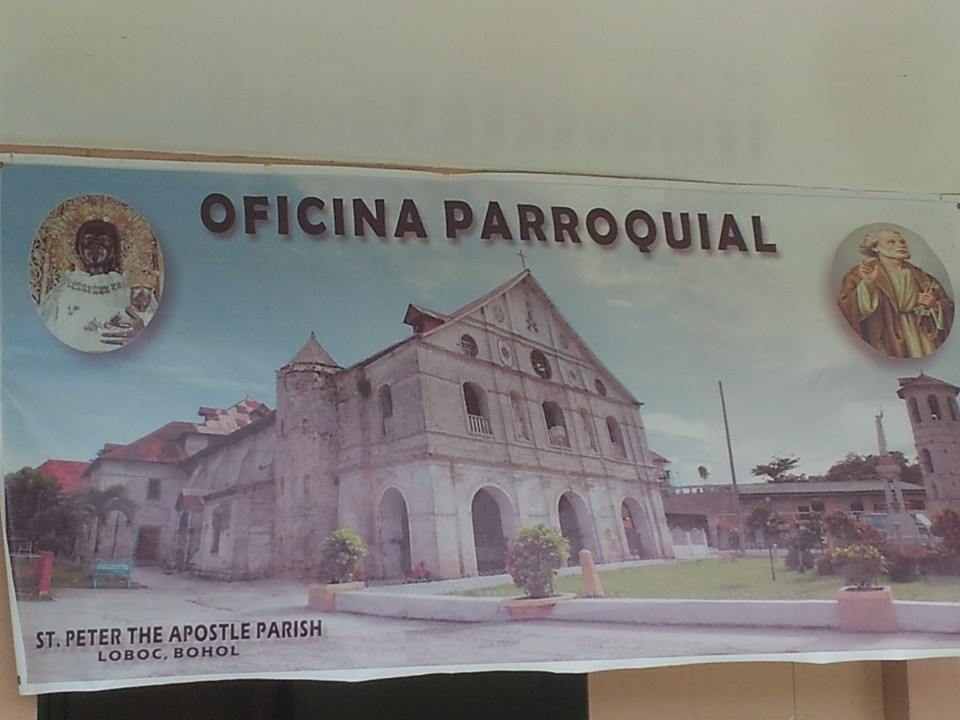 OFICINA PARROQUIAL
ST. PETER THE APOSTLE PARISH
LOBOC, BOHOL